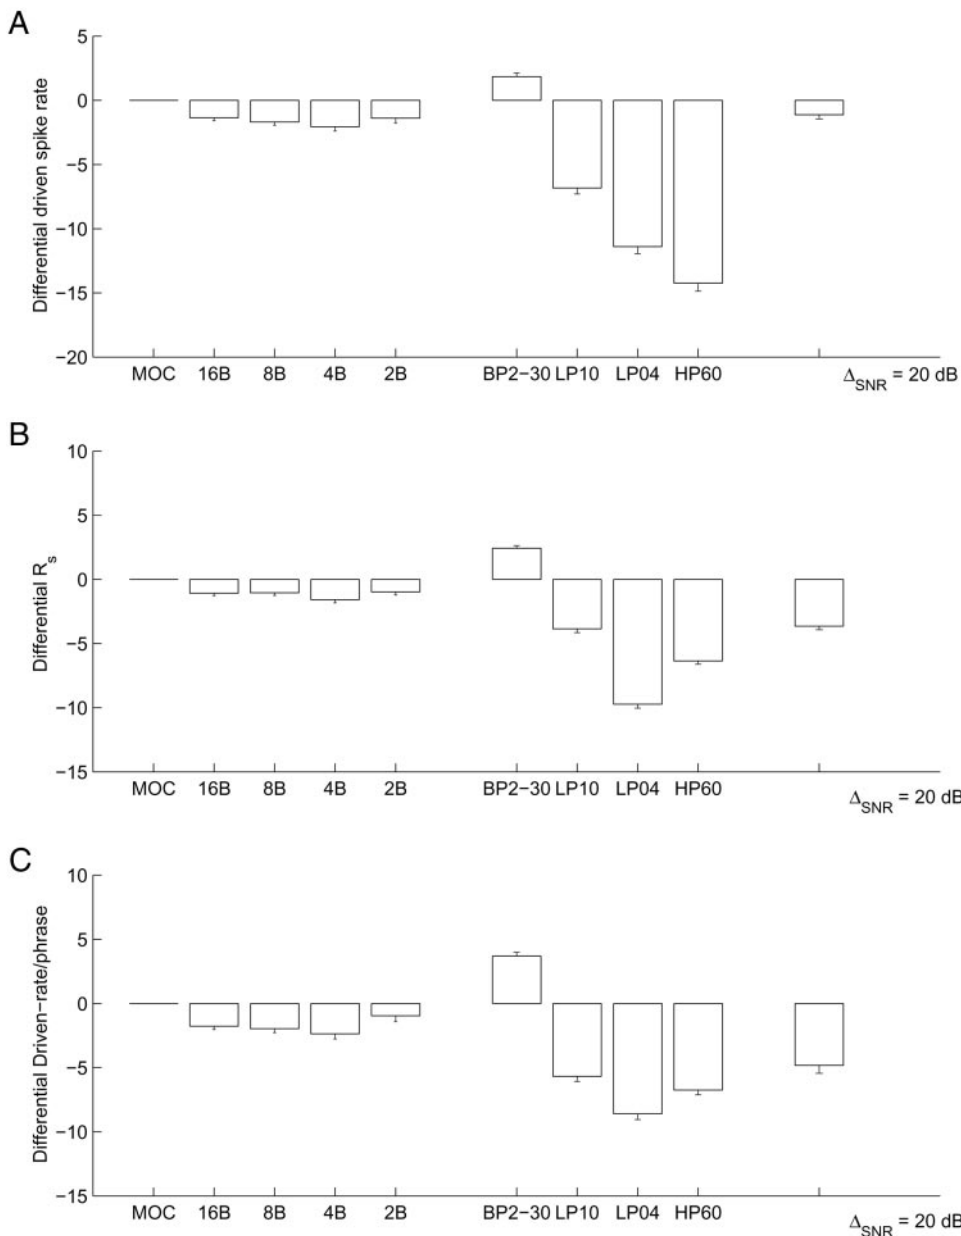 A
Differential driven spike rate
5
0
−5
−10
−15
−20
MOC 16B 8B 4B 2B BP2−30 LP10 LP04 HP60 ΔSNR = 20 dB
B
Differential Rs
10
5
0
−5
−10
−15
MOC 16B 8B 4B 2B BP2−30 LP10 LP04 HP60 ΔSNR = 20 dB
C
Differential Driven−rate/phrase
10
5
0
−5
−10
−15
MOC 16B 8B 4B 2B BP2−30 LP10 LP04 HP60 ΔSNR = 20 dB